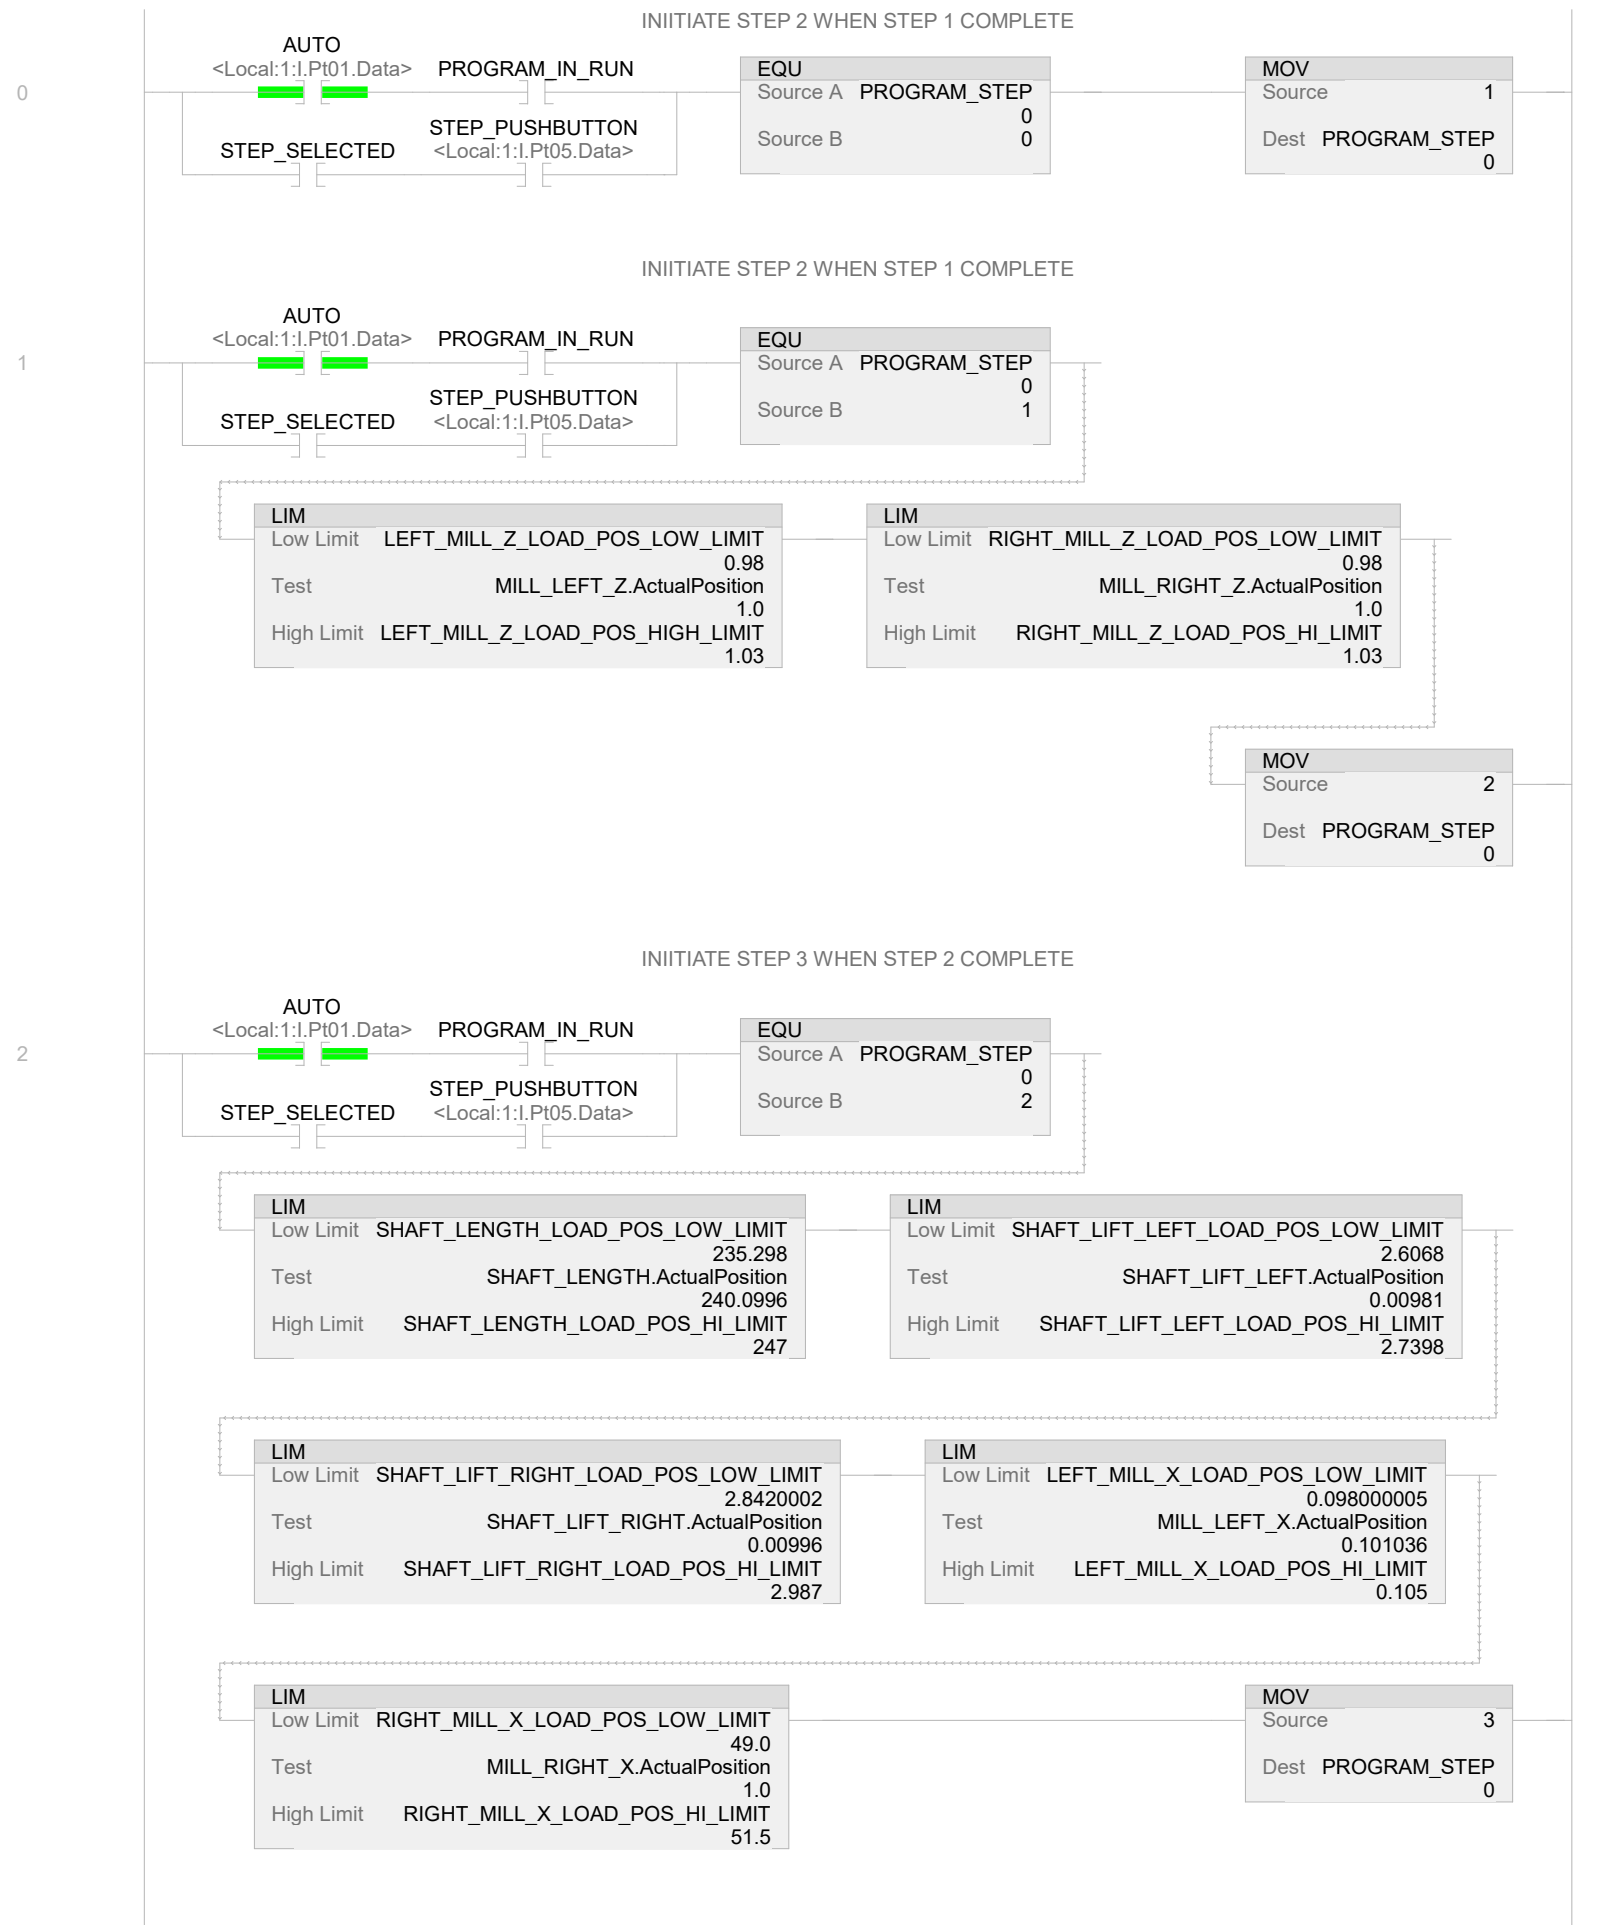 INIITIATE STEP 2 WHEN STEP 1 COMPLETE
0
AUTO
<Local:1:I.Pt01.Data>
PROGRAM_IN_RUN
STEP_SELECTED
STEP_PUSHBUTTON
<Local:1:I.Pt05.Data>
EQU
Source A PROGRAM_STEP
0
Source B 0
MOV
Source 1
Dest PROGRAM_STEP
0
INIITIATE STEP 2 WHEN STEP 1 COMPLETE
1
AUTO
<Local:1:I.Pt01.Data>
PROGRAM_IN_RUN
STEP_SELECTED
STEP_PUSHBUTTON
<Local:1:I.Pt05.Data>
EQU
Source A PROGRAM_STEP
0
Source B 1
LIM
Low Limit LEFT_MILL_Z_LOAD_POS_LOW_LIMIT
0.98
Test MILL_LEFT_Z.ActualPosition
1.0
High Limit LEFT_MILL_Z_LOAD_POS_HIGH_LIMIT
1.03
LIM
Low Limit RIGHT_MILL_Z_LOAD_POS_LOW_LIMIT
0.98
Test MILL_RIGHT_Z.ActualPosition
1.0
High Limit RIGHT_MILL_Z_LOAD_POS_HI_LIMIT
1.03
MOV
Source 2
Dest PROGRAM_STEP
0
INIITIATE STEP 3 WHEN STEP 2 COMPLETE
2
AUTO
<Local:1:I.Pt01.Data>
PROGRAM_IN_RUN
STEP_SELECTED
STEP_PUSHBUTTON
<Local:1:I.Pt05.Data>
EQU
Source A PROGRAM_STEP
0
Source B 2
LIM
Low Limit SHAFT_LENGTH_LOAD_POS_LOW_LIMIT
235.298
Test SHAFT_LENGTH.ActualPosition
240.0996
High Limit SHAFT_LENGTH_LOAD_POS_HI_LIMIT
247
LIM
Low Limit SHAFT_LIFT_LEFT_LOAD_POS_LOW_LIMIT
2.6068
Test SHAFT_LIFT_LEFT.ActualPosition
0.00981
High Limit SHAFT_LIFT_LEFT_LOAD_POS_HI_LIMIT
2.7398
LIM
Low Limit SHAFT_LIFT_RIGHT_LOAD_POS_LOW_LIMIT
2.8420002
Test SHAFT_LIFT_RIGHT.ActualPosition
0.00996
High Limit SHAFT_LIFT_RIGHT_LOAD_POS_HI_LIMIT
2.987
LIM
Low Limit LEFT_MILL_X_LOAD_POS_LOW_LIMIT
0.098000005
Test MILL_LEFT_X.ActualPosition
0.101036
High Limit LEFT_MILL_X_LOAD_POS_HI_LIMIT
0.105
LIM
Low Limit RIGHT_MILL_X_LOAD_POS_LOW_LIMIT
49.0
Test MILL_RIGHT_X.ActualPosition
1.0
High Limit RIGHT_MILL_X_LOAD_POS_HI_LIMIT
51.5
MOV
Source 3
Dest PROGRAM_STEP
0